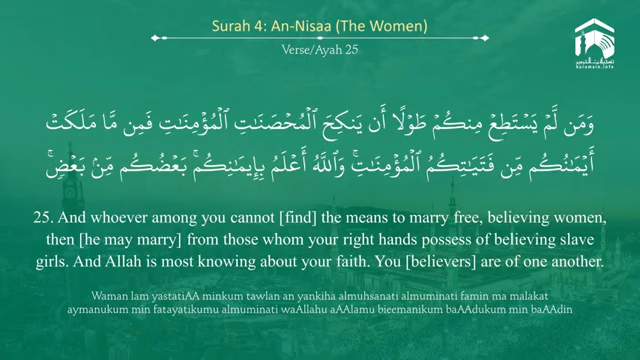 Surah 4: An-Nisaa (The Women)
Verse/Ayah 25
haramain.info
وَمَن لَّمْ يَسْتَطِعْ مِنكُمْ طَوْلًا أَن يَنكِحَ ٱلْمُحْصَنَـٰتِ ٱلْمُؤْمِنَـٰتِ فَمِن مَّا مَلَكَتْ
أَيْمَـٰنُكُم مِّن فَتَيَـٰتِكُمُ ٱلْمُؤْمِنَـٰتِ ۚ وَٱللَّهُ أَعْلَمُ بِإِيمَـٰنِكُم ۚ بَعْضُكُم مِّنۢ بَعْضٍ ۚ
25. And whoever among you cannot [find] the means to marry free, believing women,
then [he may marry] from those whom your right hands possess of believing slave
girls. And Allah is most knowing about your faith. You [believers] are of one another.
Waman lam yastatiAA minkum tawlan an yankiha almuhsanati almuminati famin ma malakat
aymanukum min fatayatikumu almuminati waAllahu aAAlamu bieemanikum baAAdukum min baAAdin